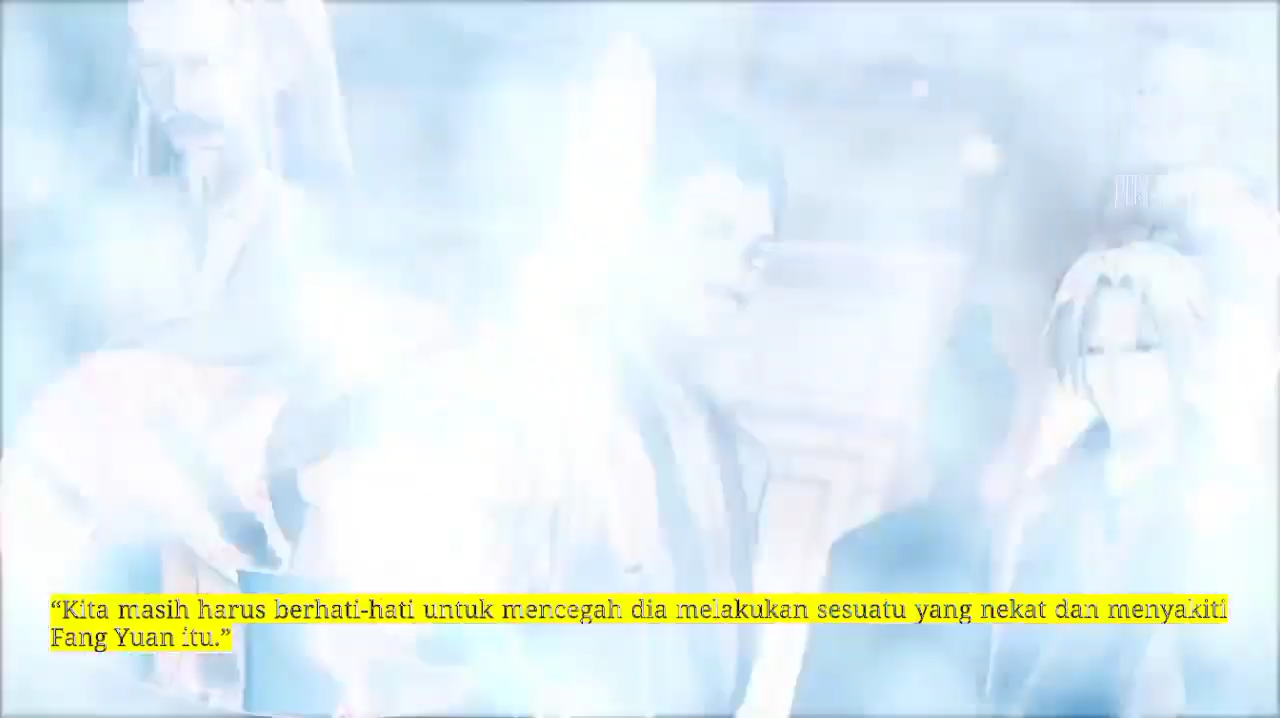 “Kita masih harus berhati-hati untuk mencegah dia melakukan sesuatu yang nekat dan menyakiti
Fang Yuan itu.”